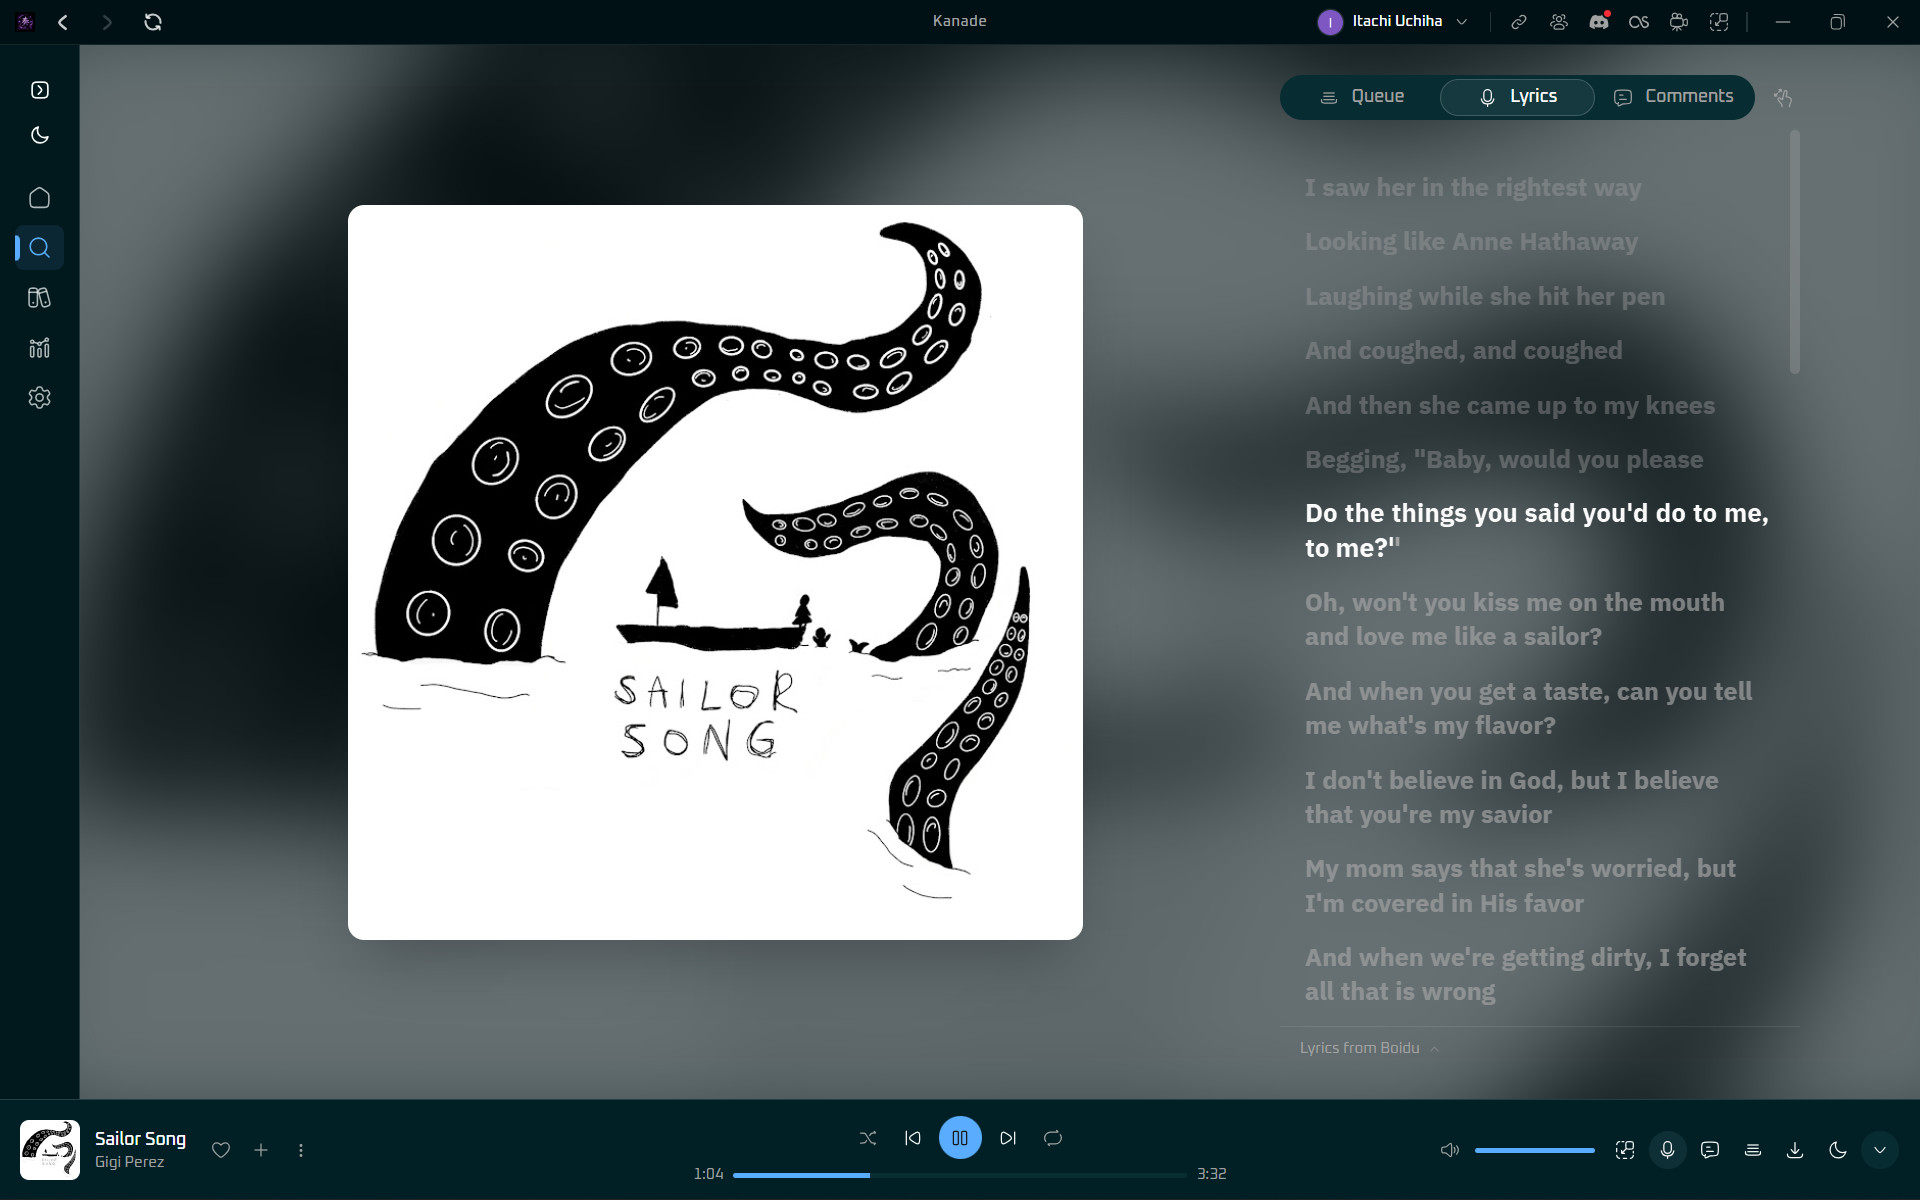 Kanade
I
Itachi Uchiha
Queue
Lyrics
Comments
I saw her in the rightest way
Looking like Anne Hathaway
Laughing while she hit her pen
And coughed, and coughed
And then she came up to my knees
Begging, "Baby, would you please
Do the things you said you'd do to me,
to me?"
Oh, won't you kiss me on the mouth
and love me like a sailor?
And when you get a taste, can you tell
me what's my flavor?
I don't believe in God, but I believe
that you're my savior
My mom says that she's worried, but
I'm covered in His favor
And when we're getting dirty, I forget
all that is wrong
Lyrics from Boidu
SAILOR
SONG
Sailor Song
Gigi Perez
1:04
3:32